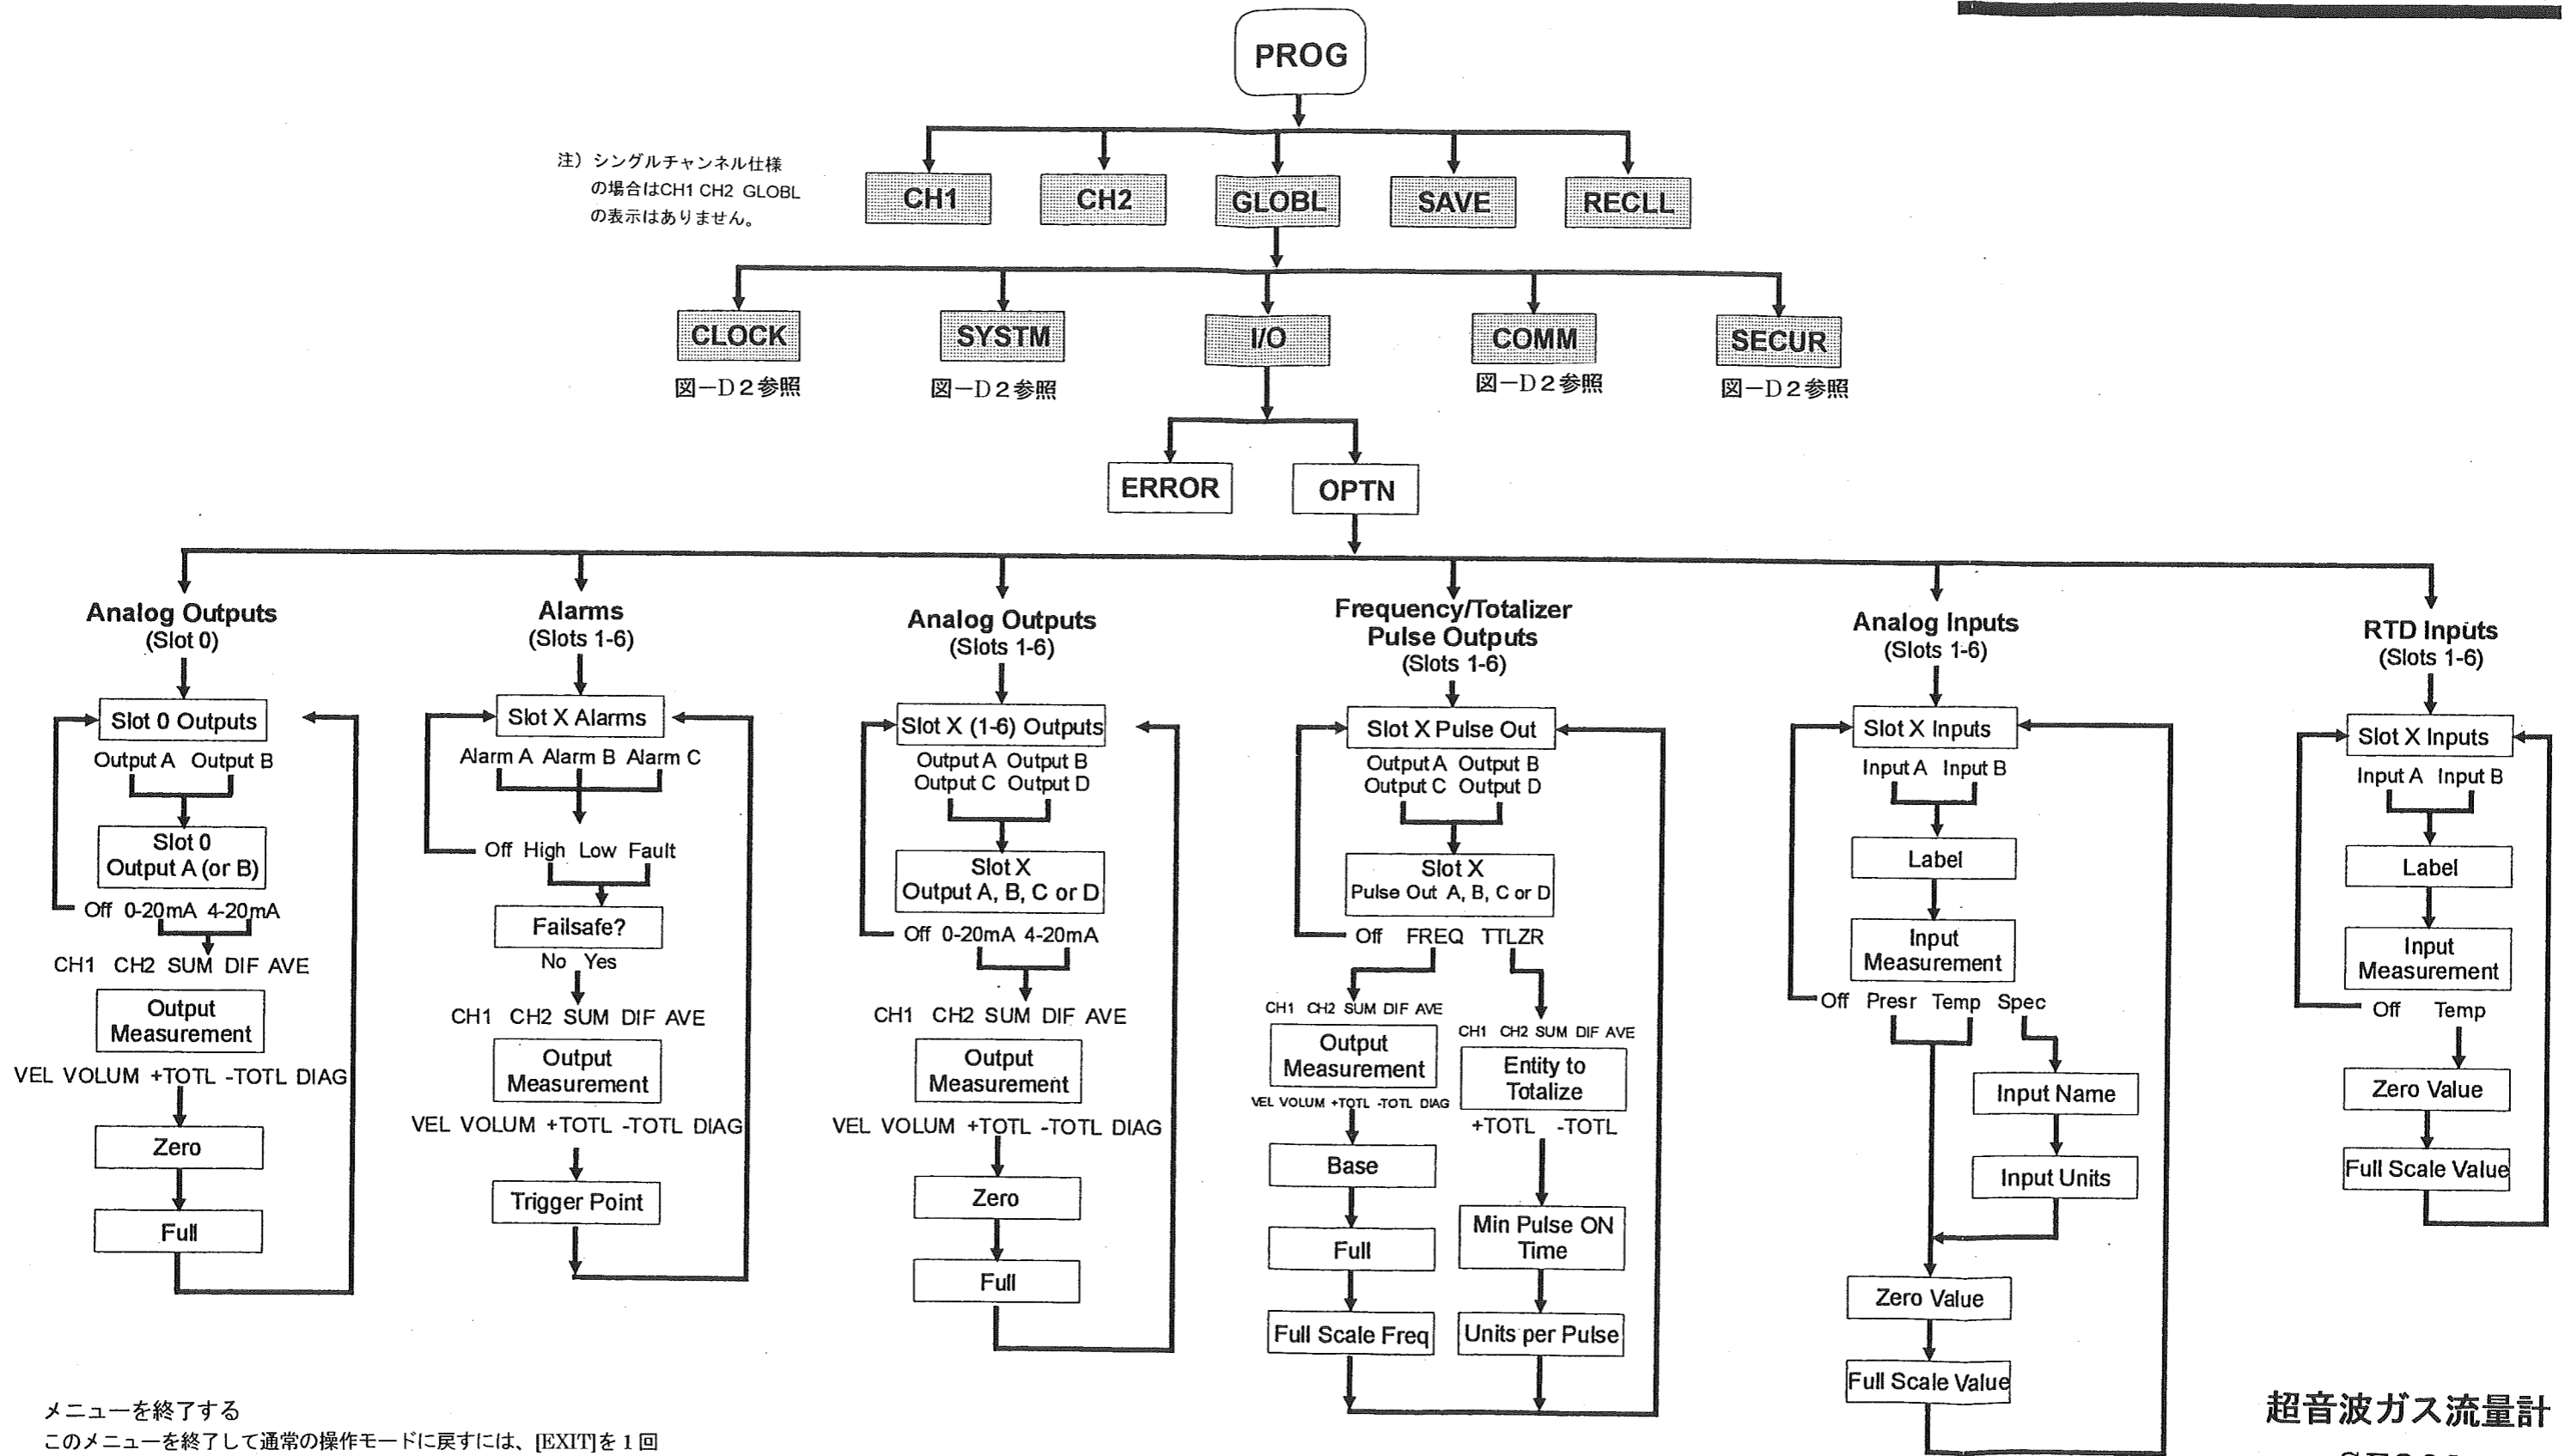 PROG
注）シングルチャンネル仕様
の場合はCH1 CH2 GLOBL
の表示はありません。
CH1 CH2 GLOBL SAVE RECLL
CLOCK SYSTM I/O COMM SECUR
図－D２参照 図－D２参照 図－D２参照 図－D２参照
ERROR OPTN
Analog Outputs
(Slot 0)
Slot 0 Outputs
Output A Output B
Slot 0
Output A (or B)
Off 0-20mA 4-20mA
CH1 CH2 SUM DIF AVE
Output
Measurement
VEL VOLUM +TOTL -TOTL DIAG
Zero
Full
Alarms
(Slots 1-6)
Slot X Alarms
Alarm A Alarm B Alarm C
Off High Low Fault
Failsafe?
No Yes
CH1 CH2 SUM DIF AVE
Output
Measurement
VEL VOLUM +TOTL -TOTL DIAG
Trigger Point
Analog Outputs
(Slots 1-6)
Slot X (1-6) Outputs
Output A Output B
Output C Output D
Slot X
Output A, B, C or D
Off 0-20mA 4-20mA
CH1 CH2 SUM DIF AVE
Output
Measurement
VEL VOLUM +TOTL -TOTL DIAG
Zero
Full
Frequency/Totalizer
Pulse Outputs
(Slots 1-6)
Slot X Pulse Out
Output A Output B
Output C Output D
Slot X
Pulse Out A, B, C or D
Off FREQ TTLZR
CH1 CH2 SUM DIF AVE
Output
Measurement
VEL VOLUM +TOTL -TOTL DIAG
Base
Full
Full Scale Freq
CH1 CH2 SUM DIF AVE
Entity to
Totalize
+TOTL -TOTL
Min Pulse ON
Time
Units per Pulse
Analog Inputs
(Slots 1-6)
Slot X Inputs
Input A Input B
Label
Input
Measurement
Off Presr Temp Spec
Input Name
Input Units
Zero Value
Full Scale Value
RTD Inputs
(Slots 1-6)
Slot X Inputs
Input A Input B
Label
Input
Measurement
Off Temp
Zero Value
Full Scale Value
メニューを終了する
このメニューを終了して通常の操作モードに戻すには、[EXIT]を１回
超音波ガス流量計